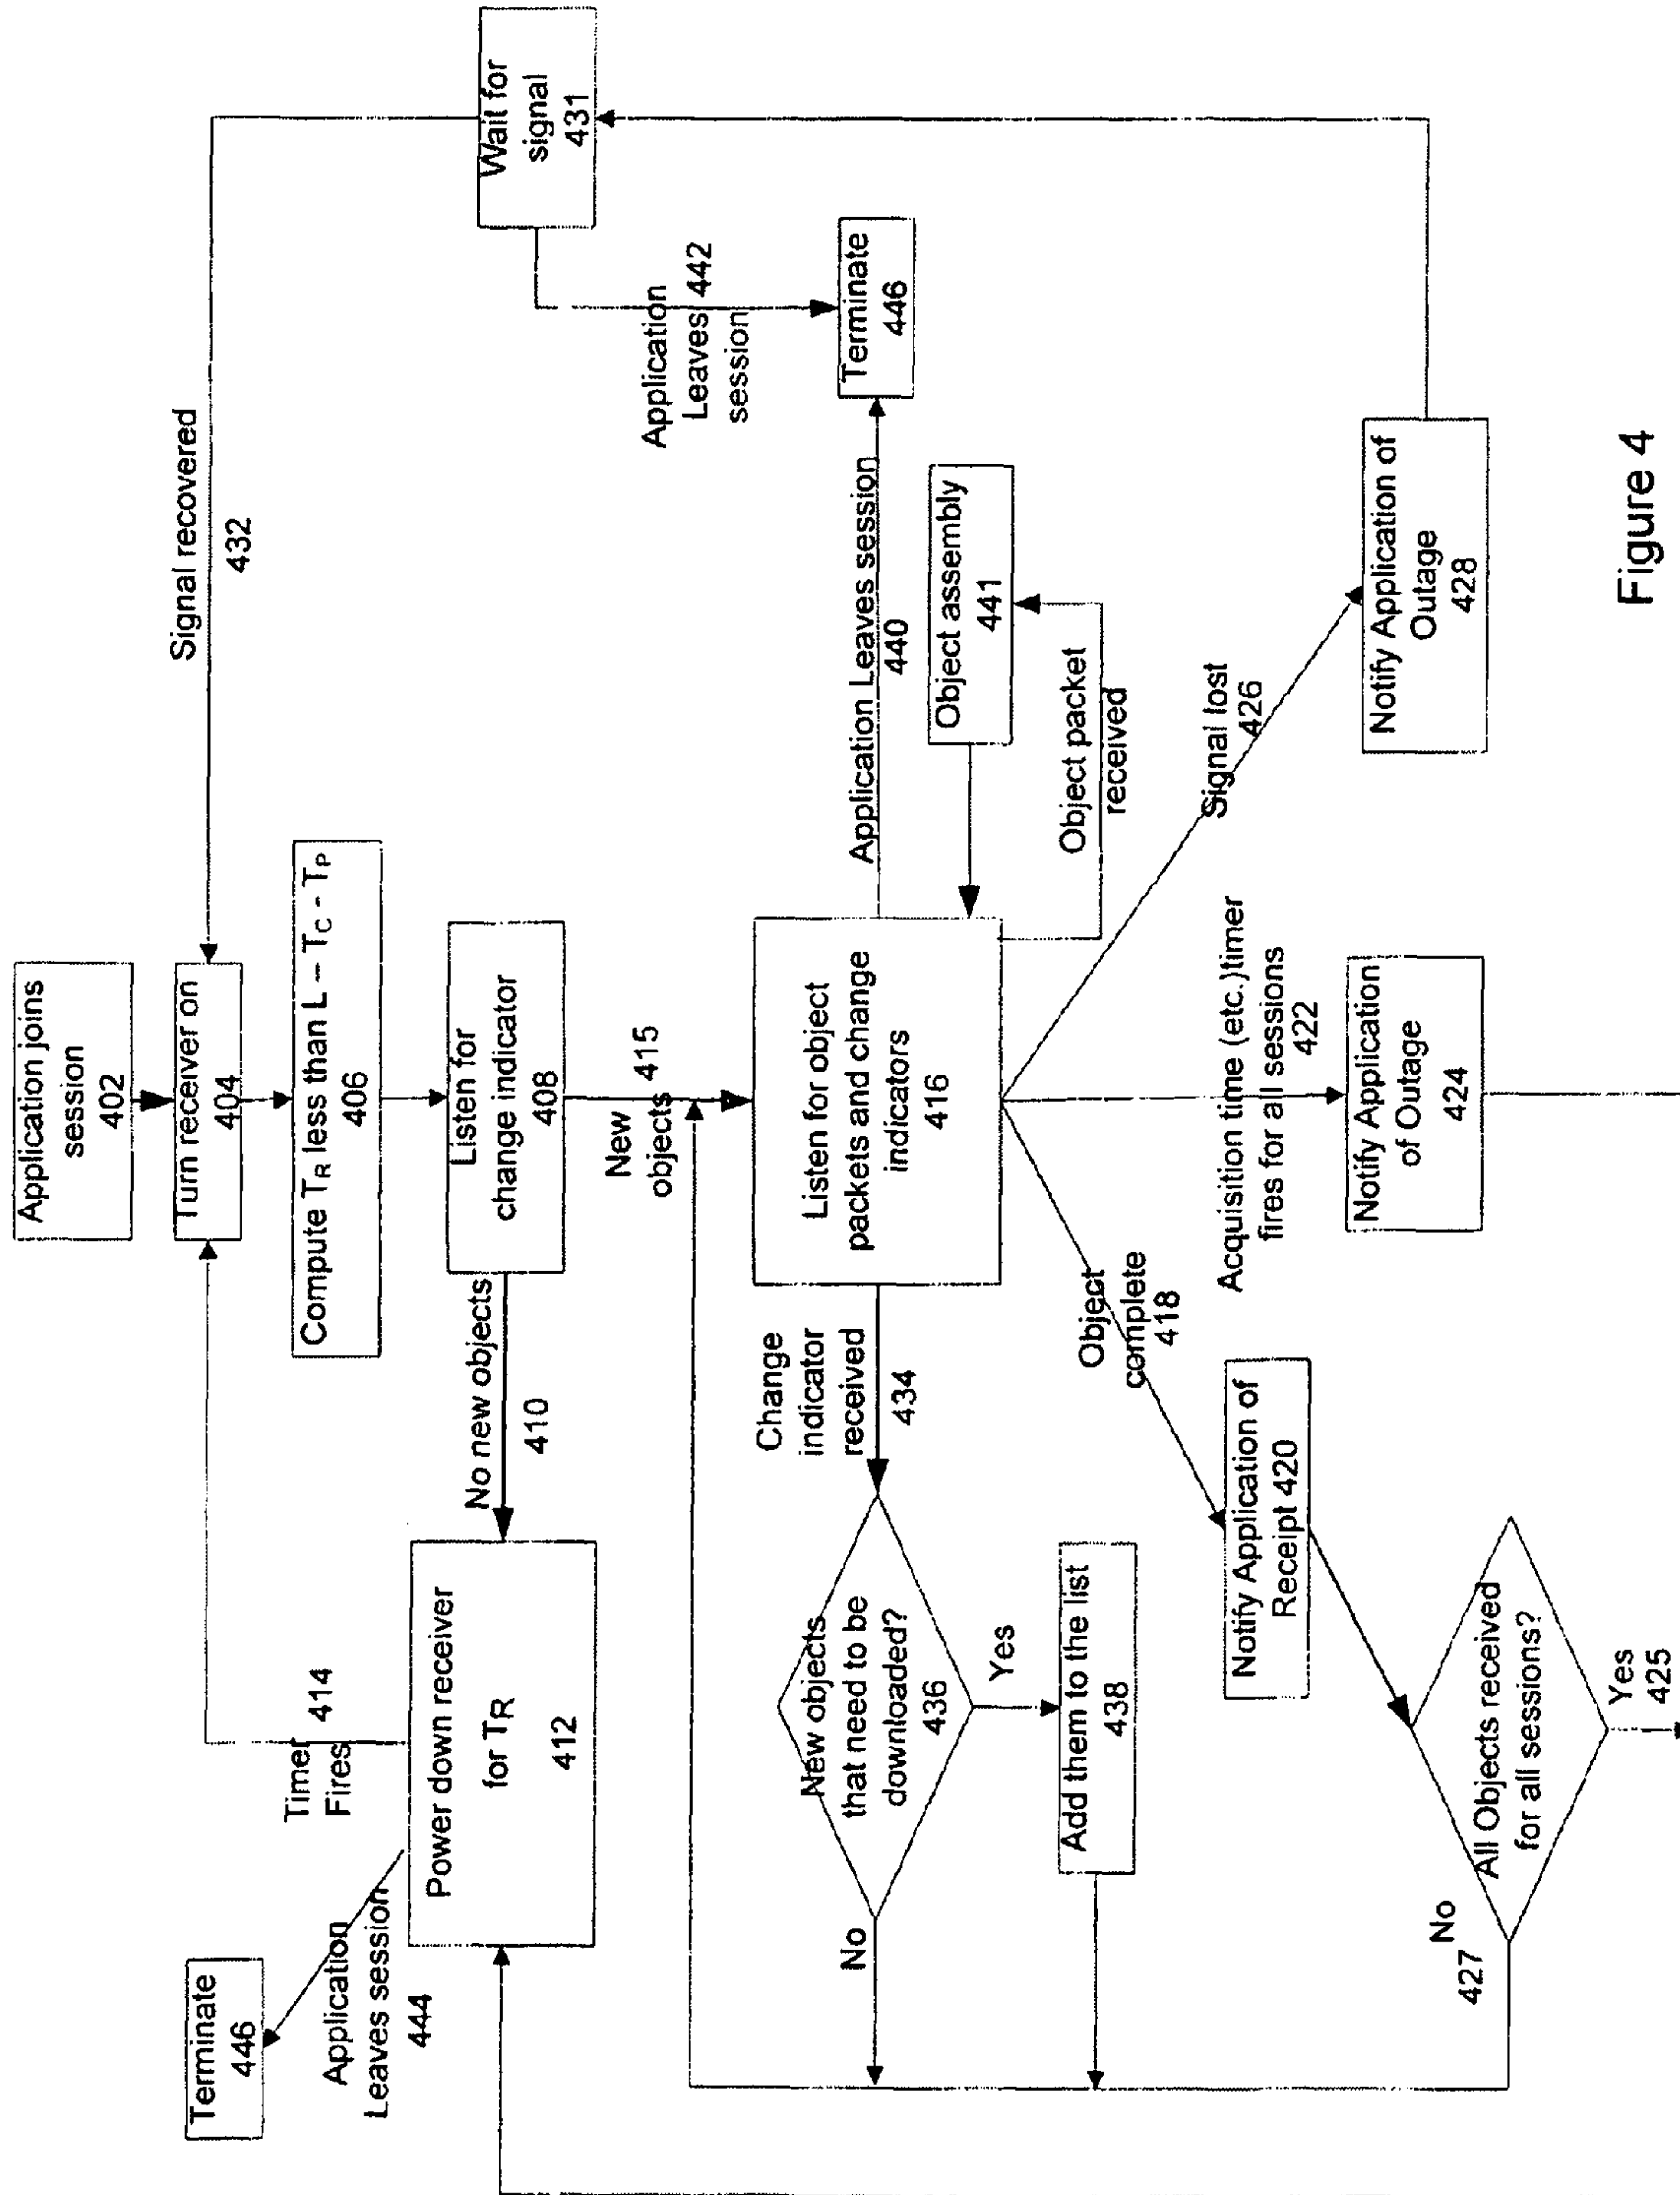 Application joins
session
402
Turn receiver on
404
Signal recovered
432
Compute TR less than L – TC - TP
406
Timer
Fires
414
Terminate
446
Application
Leaves session
444
Power down receiver
for TR
412
No new objects
410
Listen for
change indicator
408
Wait for
signal
431
New
objects
415
Application
Leaves
session
442
Terminate
446
Listen for object
packets and change
indicators
416
Application Leaves session
440
Object assembly
441
Object packet
received
Change
indicator
received
434
New objects
that need to be
downloaded?
436
No
Yes
Add them to the list
438
Object
complete
418
Notify Application of
Receipt 420
Acquisition time (etc.)timer
fires for all sessions
422
Notify Application
of Outage
424
Signal lost
426
Notify Application of
Outage
428
All Objects received
for all sessions?
No
427
Yes
425
Figure 4